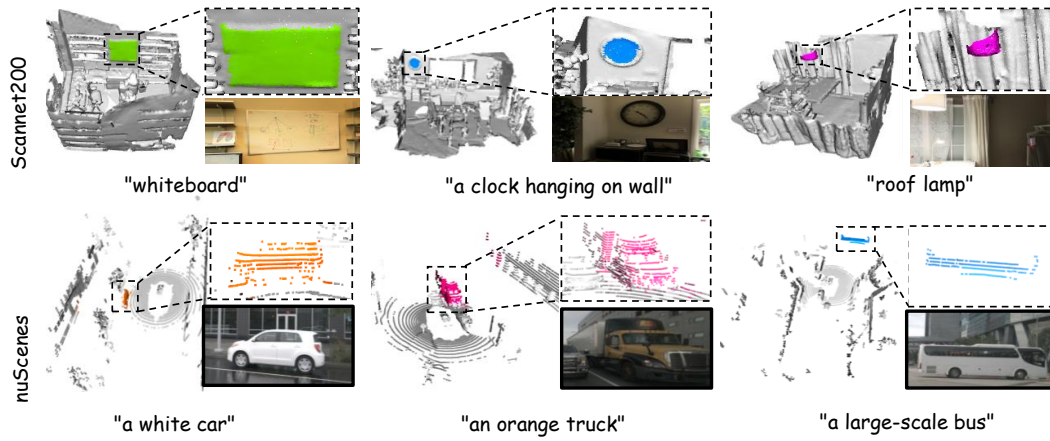 Scannet200
"whiteboard"
"a clock hanging on wall"
"roof lamp"
nuScenes
"a white car"
"an orange truck"
"a large-scale bus"